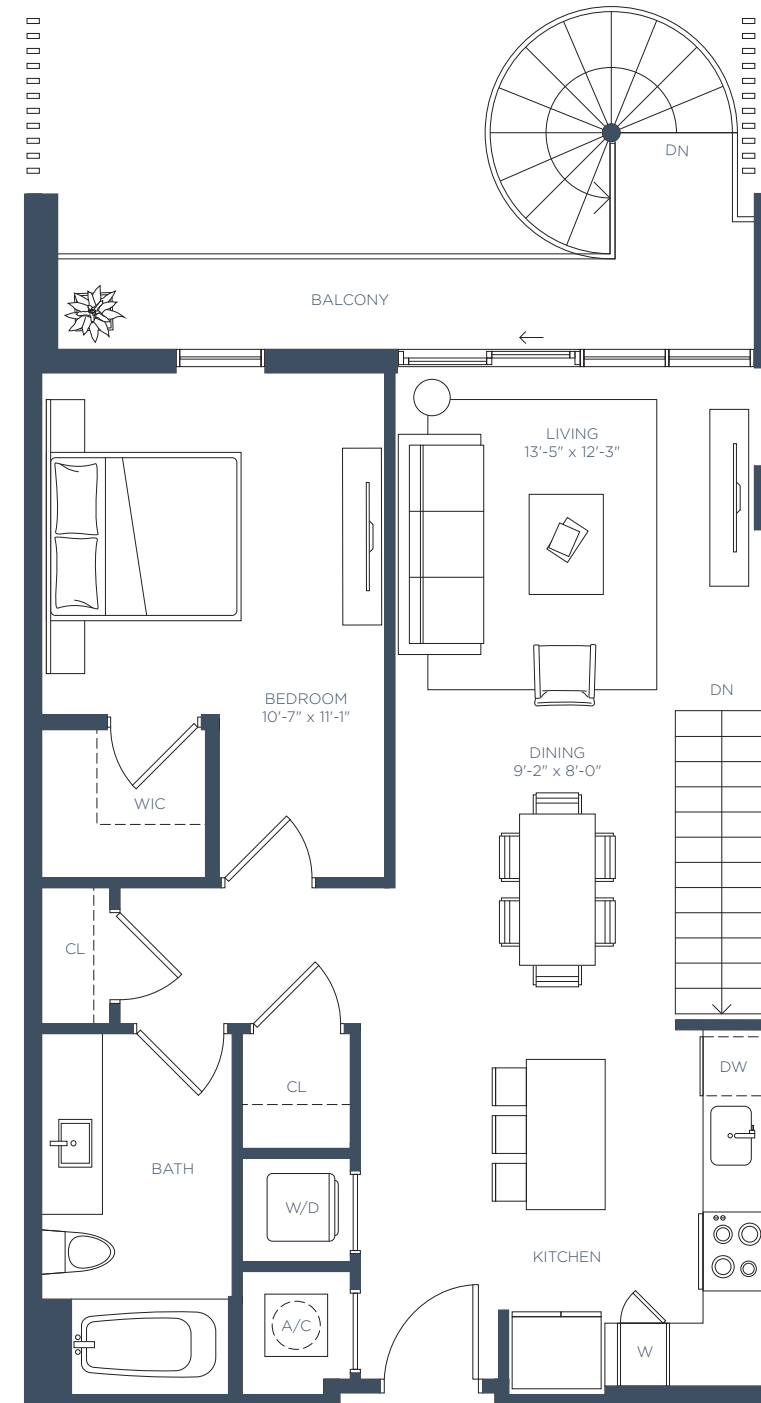 DN
BALCONY
LIVING
13'-5" x 12'-3"
BEDROOM
10'-7" x 11'-1"
DN
DINING
9'-2" x 8'-0"
WIC
CL
CL
DW
BATH
W/D
KITCHEN
A/C
W